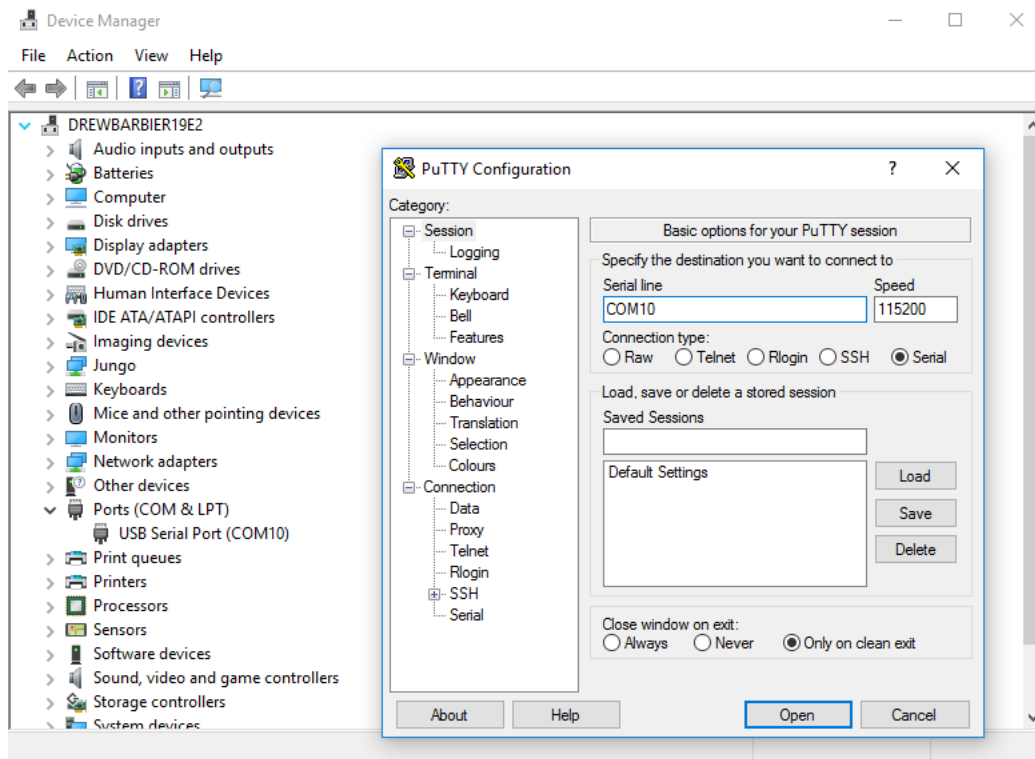 Device Manager
File Action View Help
DREWBARBIER19E2
Audio inputs and outputs
Batteries
Computer
Disk drives
Display adapters
DVD/CD-ROM drives
Human Interface Devices
IDE ATA/ATAPI controllers
Imaging devices
Jungo
Keyboards
Mice and other pointing devices
Monitors
Network adapters
Other devices
Ports (COM & LPT)
USB Serial Port (COM10)
Print queues
Printers
Processors
Sensors
Software devices
Sound, video and game controllers
Storage controllers
System devices
PuTTY Configuration
?
Category:
Session
Logging
Terminal
Keyboard
Bell
Features
Window
Appearance
Behaviour
Translation
Selection
Colours
Connection
Data
Proxy
Telnet
Rlogin
SSH
Serial
Basic options for your PuTTY session
Specify the destination you want to connect to
Serial line Speed
COM10 115200
Connection type:
Raw Telnet Rlogin SSH Serial
Load, save or delete a stored session
Saved Sessions
Default Settings
Load
Save
Delete
Close window on exit:
Always Never Only on clean exit
About Help Open Cancel